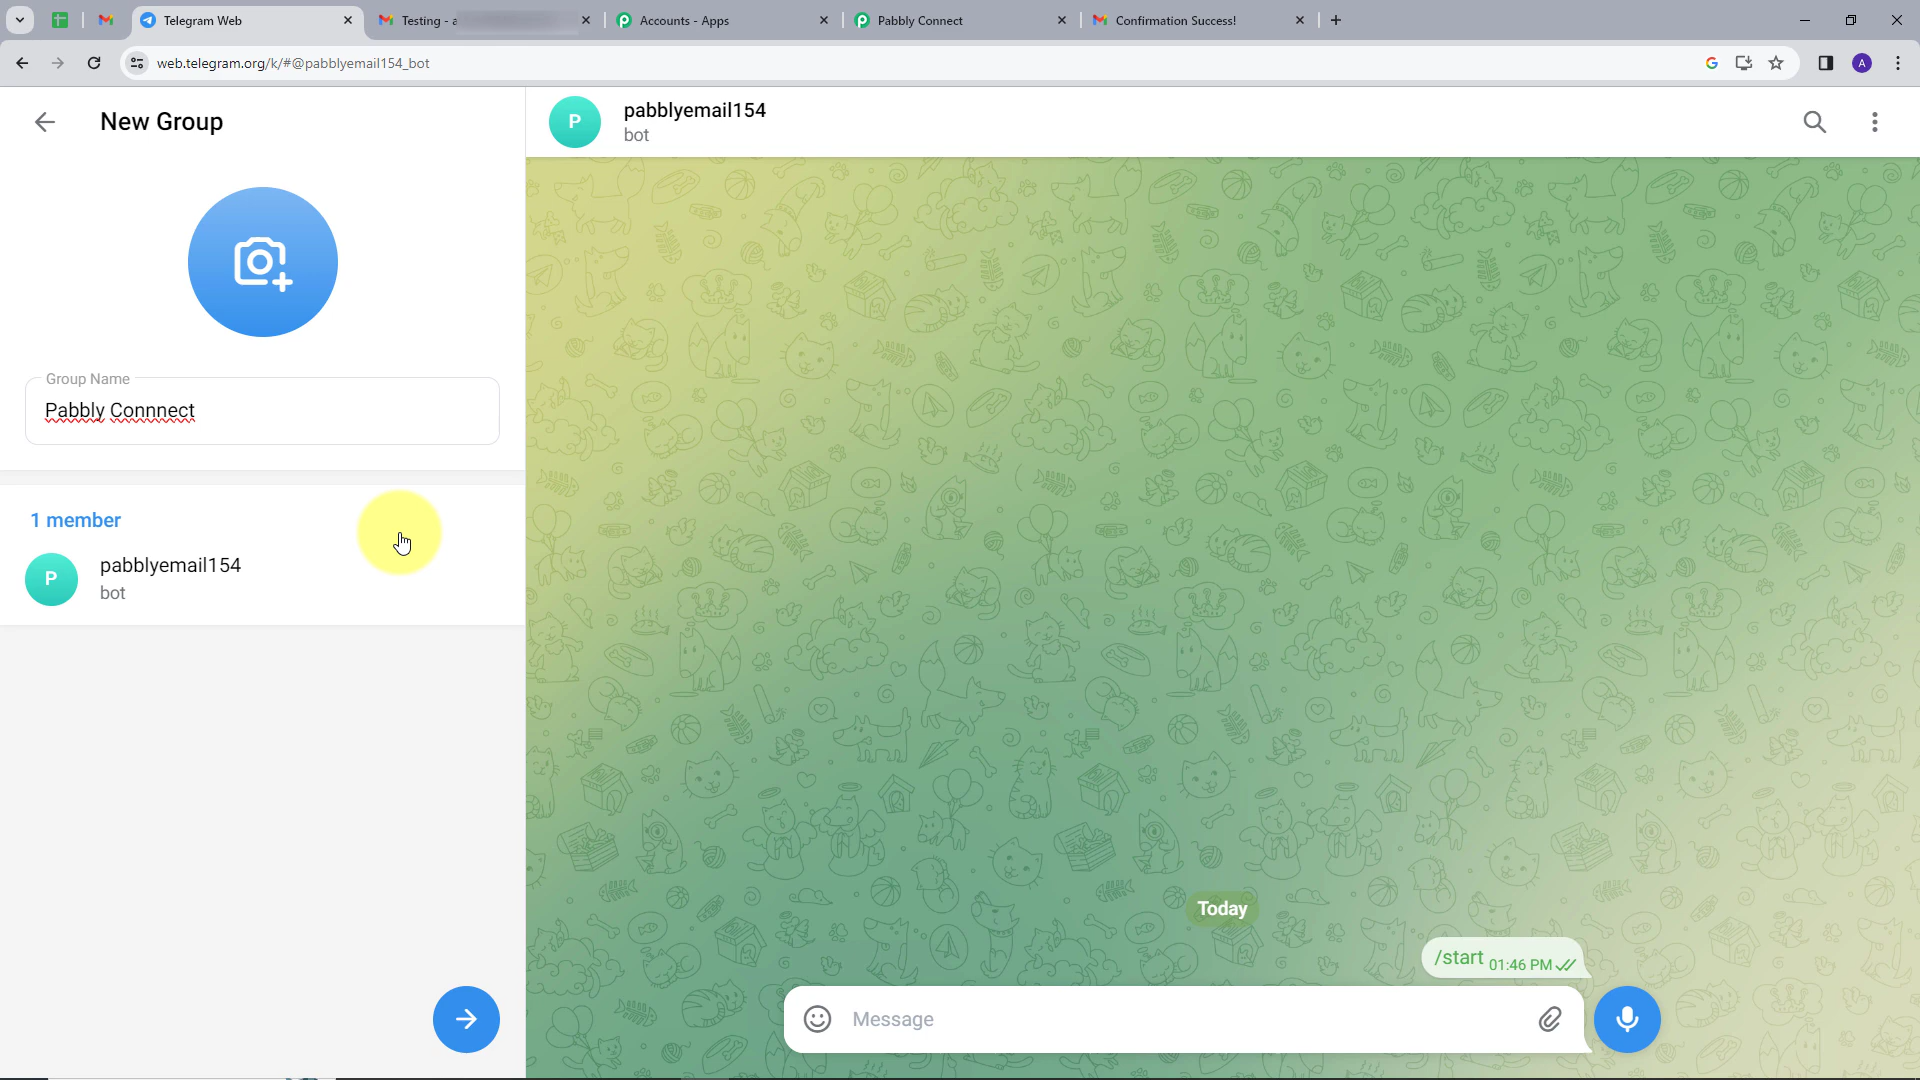 Telegram Web
Testing - a
Accounts - Apps
Pabbly Connect
Confirmation Success!
web.telegram.org/k/#@pabblyemail154_bot
A
New Group
P
pabblyemail154
bot
Group Name
Pabbly Connnect
1 member
P
pabblyemail154
bot
Today
/start 01:46 PM
Message